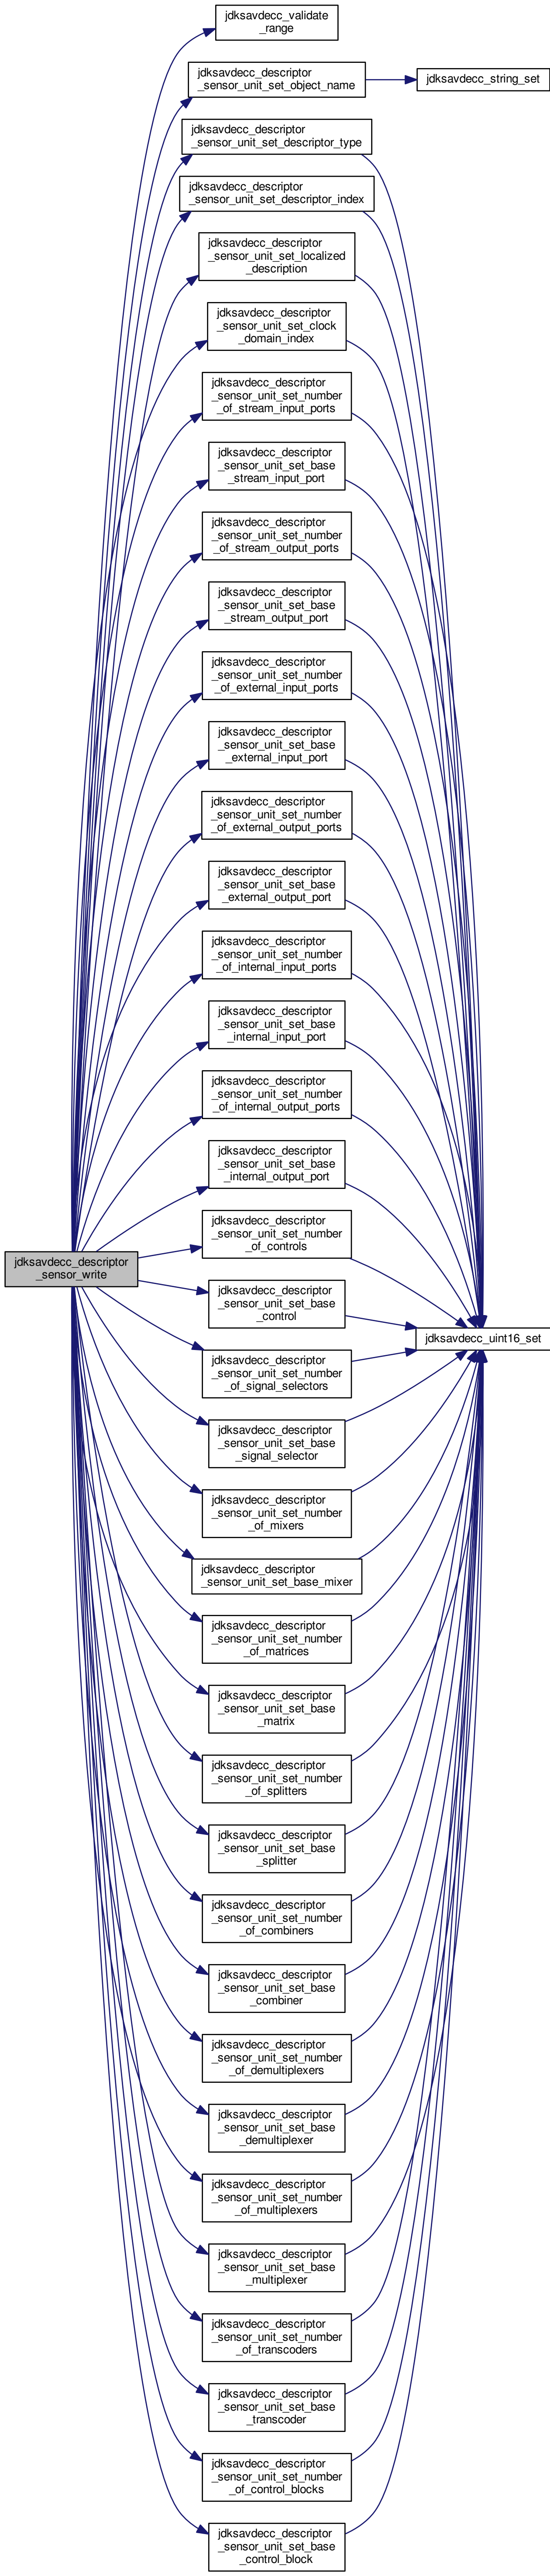 jdksavdecc_validate
_range
jdksavdecc_descriptor
_sensor_unit_set_object_name
jdksavdecc_string_set
jdksavdecc_descriptor
_sensor_unit_set_descriptor_type
jdksavdecc_descriptor
_sensor_unit_set_descriptor_index
jdksavdecc_descriptor
_sensor_unit_set_localized
_description
jdksavdecc_descriptor
_sensor_unit_set_clock
_domain_index
jdksavdecc_descriptor
_sensor_unit_set_number
_of_stream_input_ports
jdksavdecc_descriptor
_sensor_unit_set_base
_stream_input_port
jdksavdecc_descriptor
_sensor_unit_set_number
_of_stream_output_ports
jdksavdecc_descriptor
_sensor_unit_set_base
_stream_output_port
jdksavdecc_descriptor
_sensor_unit_set_number
_of_external_input_ports
jdksavdecc_descriptor
_sensor_unit_set_base
_external_input_port
jdksavdecc_descriptor
_sensor_unit_set_number
_of_external_output_ports
jdksavdecc_descriptor
_sensor_unit_set_base
_external_output_port
jdksavdecc_descriptor
_sensor_unit_set_number
_of_internal_input_ports
jdksavdecc_descriptor
_sensor_unit_set_base
_internal_input_port
jdksavdecc_descriptor
_sensor_unit_set_number
_of_internal_output_ports
jdksavdecc_descriptor
_sensor_unit_set_base
_internal_output_port
jdksavdecc_descriptor
_sensor_unit_set_number
_of_controls
jdksavdecc_descriptor
_sensor_write
jdksavdecc_descriptor
_sensor_unit_set_base
_control
jdksavdecc_uint16_set
jdksavdecc_descriptor
_sensor_unit_set_number
_of_signal_selectors
jdksavdecc_descriptor
_sensor_unit_set_base
_signal_selector
jdksavdecc_descriptor
_sensor_unit_set_number
_of_mixers
jdksavdecc_descriptor
_sensor_unit_set_base_mixer
jdksavdecc_descriptor
_sensor_unit_set_number
_of_matrices
jdksavdecc_descriptor
_sensor_unit_set_base
_matrix
jdksavdecc_descriptor
_sensor_unit_set_number
_of_splitters
jdksavdecc_descriptor
_sensor_unit_set_base
_splitter
jdksavdecc_descriptor
_sensor_unit_set_number
_of_combiners
jdksavdecc_descriptor
_sensor_unit_set_base
_combiner
jdksavdecc_descriptor
_sensor_unit_set_number
_of_demultiplexers
jdksavdecc_descriptor
_sensor_unit_set_base
_demultiplexer
jdksavdecc_descriptor
_sensor_unit_set_number
_of_multiplexers
jdksavdecc_descriptor
_sensor_unit_set_base
_multiplexer
jdksavdecc_descriptor
_sensor_unit_set_number
_of_transcoders
jdksavdecc_descriptor
_sensor_unit_set_base
_transcoder
jdksavdecc_descriptor
_sensor_unit_set_number
_of_control_blocks
jdksavdecc_descriptor
_sensor_unit_set_base
_control_block